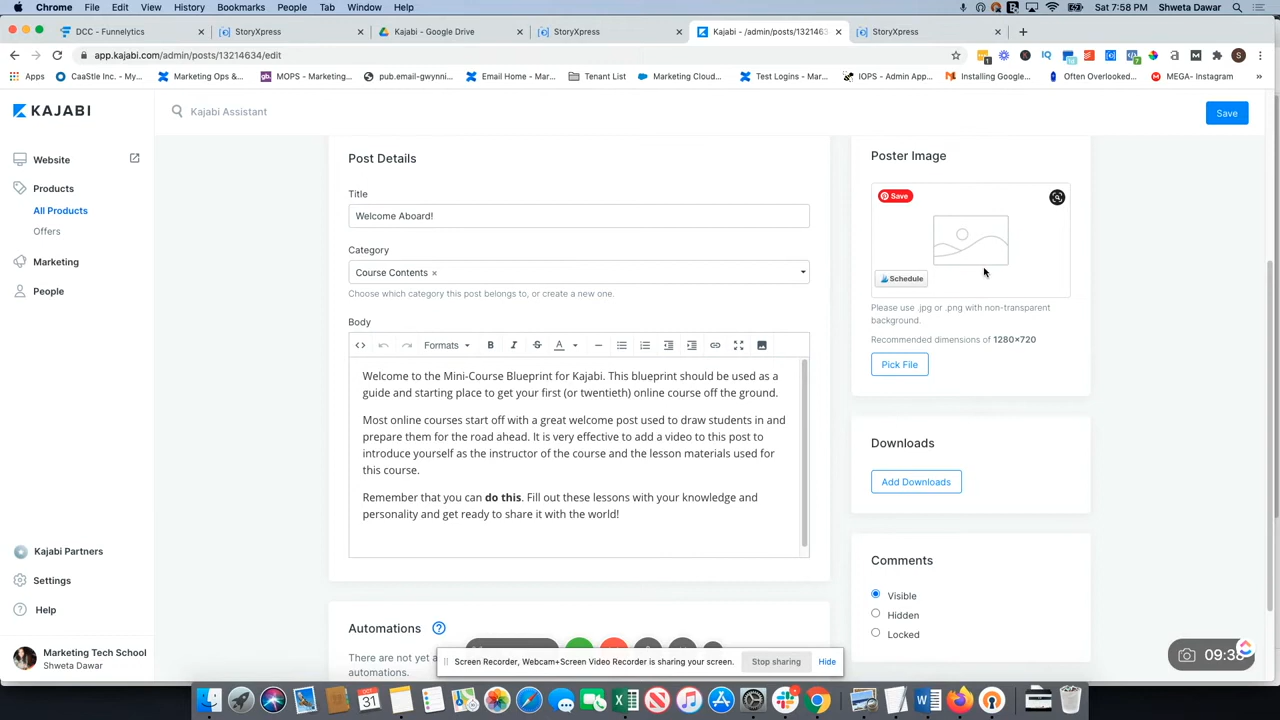 Chrome File Edit View History Bookmarks People Tab Window Help
Sat 7:58 PM Shweta Dawar
DCC - Funnelytics
StoryXpress
Kajabi - Google Drive
StoryXpress
Kajabi - /admin/posts/132146
StoryXpress
app.kajabi.com/admin/posts/13214634/edit
Apps
CaaStle Inc. - My...
Marketing Ops &...
MOPS - Marketing...
pub.email-gwynni...
Email Home - Mar...
Tenant List
Marketing Cloud...
Test Logins - Mar...
IOPS - Admin App...
Installing Google...
Often Overlooked...
MEGA- Instagram
KAJABI
Kajabi Assistant
Save
Website
Products
All Products
Offers
Marketing
People
Kajabi Partners
Settings
Help
Marketing Tech School
Shweta Dawar
Post Details
Title
Welcome Aboard!
Category
Course Contents ×
Choose which category this post belongs to, or create a new one.
Body
Formats B I S A
Welcome to the Mini-Course Blueprint for Kajabi. This blueprint should be used as a
guide and starting place to get your first (or twentieth) online course off the ground.
Most online courses start off with a great welcome post used to draw students in and
prepare them for the road ahead. It is very effective to add a video to this post to
introduce yourself as the instructor of the course and the lesson materials used for
this course.
Remember that you can do this. Fill out these lessons with your knowledge and
personality and get ready to share it with the world!
Automations ?
There are not yet a
automations.
Poster Image
Save
Schedule
Please use .jpg or .png with non-transparent
background.
Recommended dimensions of 1280×720
Pick File
Downloads
Add Downloads
Comments
Visible
Hidden
Locked
Screen Recorder, Webcam+Screen Video Recorder is sharing your screen.
Stop sharing
Hide